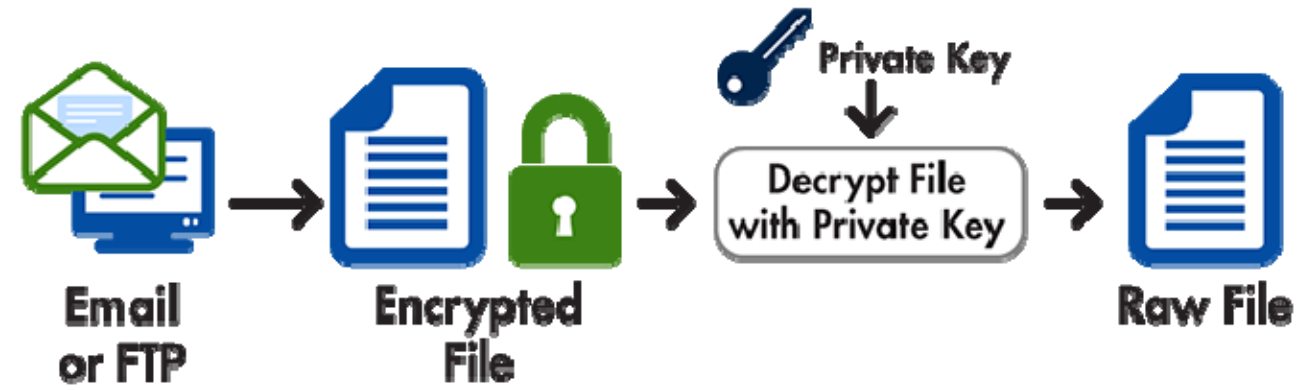 Email
or FTP
Encrypted
File
Private Key
Decrypt File
with Private Key
Raw File